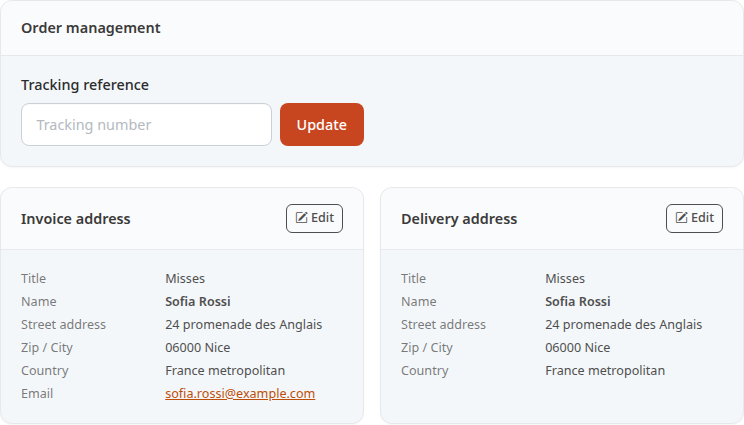 Order management
Tracking reference
Tracking number
Update
Invoice address
Edit
Title Misses
Name Sofia Rossi
Street address 24 promenade des Anglais
Zip / City 06000 Nice
Country France metropolitan
Email sofia.rossi@example.com
Delivery address
Edit
Title Misses
Name Sofia Rossi
Street address 24 promenade des Anglais
Zip / City 06000 Nice
Country France metropolitan